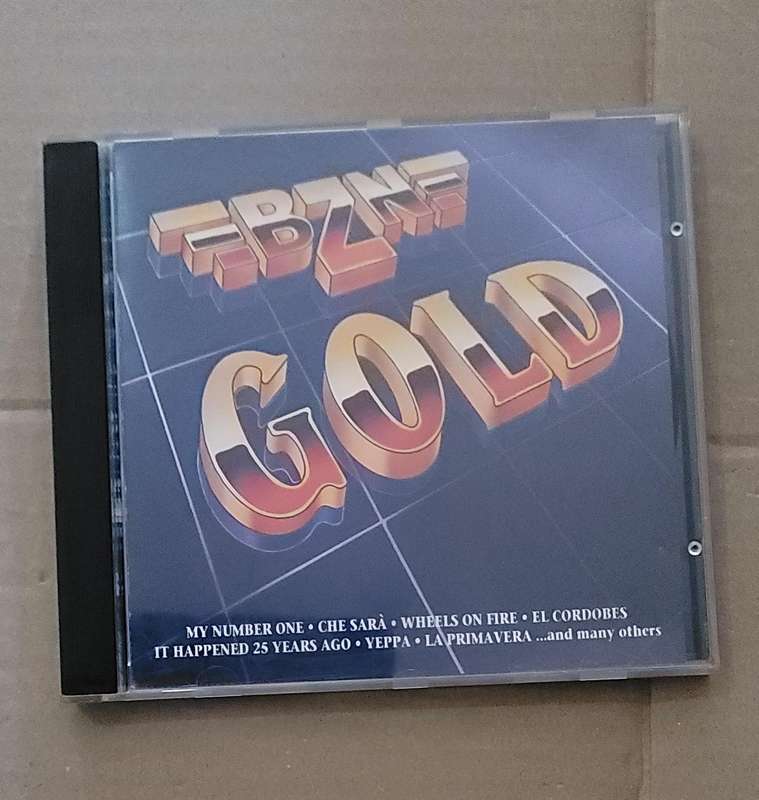 BZN
GOLD
MY NUMBER ONE • CHE SARÀ • WHEELS ON FIRE • EL CORDOBES
IT HAPPENED 25 YEARS AGO • YEPPA • LA PRIMAVERA ...and many others